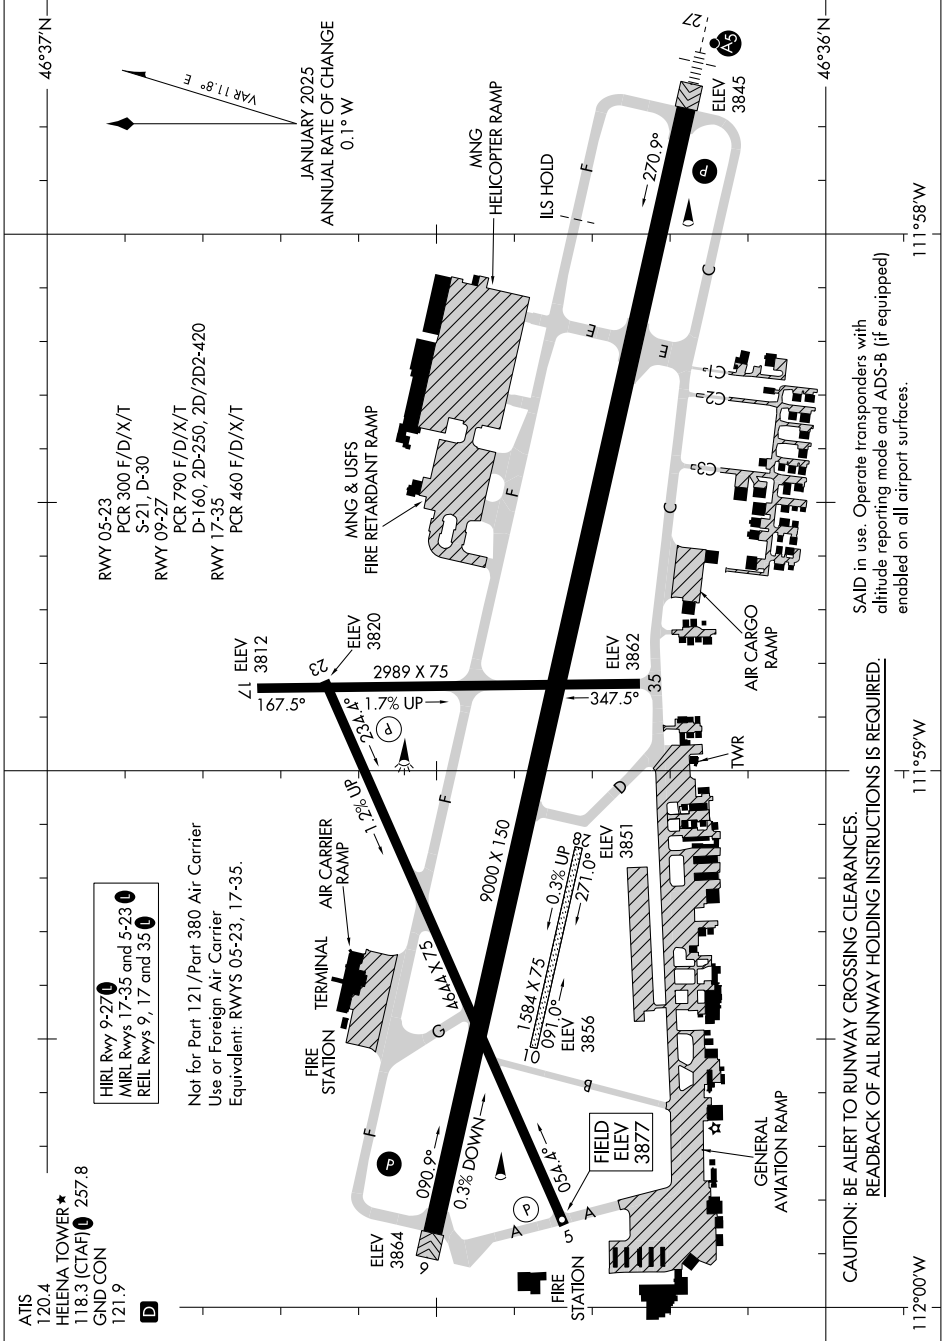 46°37'N
VAR 11.8° E
JANUARY 2025
ANNUAL RATE OF CHANGE
0.1° W
27
A5
46°36'N
ELEV
3845
MNG
HELICOPTER RAMP
F
270.9°
P
ILS HOLD
111°58'W
C
RWY 05-23
PCR 300 F/D/X/T
S-21, D-30
RWY 09-27
PCR 790 F/D/X/T
D-160, 2D-250, 2D/2D2-420
RWY 17-35
PCR 460 F/D/X/T
E
E
C1
C2
C3
MNG & USFS
FIRE RETARDANT RAMP
F
C
SAID in use. Operate transponders with
altitude reporting mode and ADS-B (if equipped)
enabled on all airport surfaces.
ELEV
3812
17
23
ELEV
3820
2989 X 75
ELEV
3862
35
AIR CARGO
RAMP
167.5°
1.7% UP
347.5°
234.4°
P
TWR
111°59'W
1.2% UP
F
D
9000 X 150
28
ELEV
3851
0.3% UP
271.0°
1584 X 75
091.0°
10
ELEV
3856
HIRL Rwy 9-27 L
MIRL Rwys 17-35 and 5-23 L
REIL Rwys 9, 17 and 35 L
Not for Part 121/Part 380 Air Carrier
Use or Foreign Air Carrier
Equivalent: RWYS 05-23, 17-35.
AIR CARRIER
RAMP
TERMINAL
4644 X 75
FIRE
STATION
G
B
F
P
090.9°
0.3% DOWN
054.4°
FIELD
ELEV
3877
GENERAL
AVIATION RAMP
ELEV
3864
9
P
A
A
5
FIRE
STATION
ATIS
120.4
HELENA TOWER★
118.3 (CTAF) L 257.8
GND CON
121.9
D
112°00'W
CAUTION: BE ALERT TO RUNWAY CROSSING CLEARANCES.
READBACK OF ALL RUNWAY HOLDING INSTRUCTIONS IS REQUIRED.